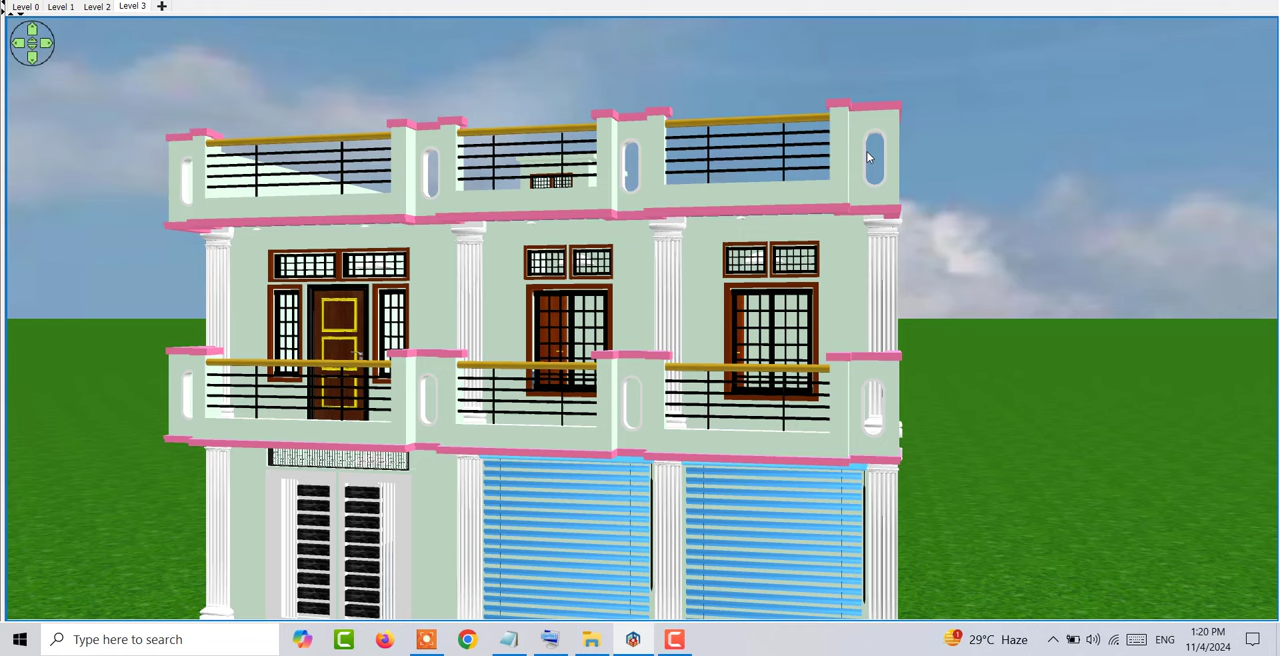 Level 0 Level 1 Level 2 Level 3
Type here to search
1
29°C Haze
ENG
1:20 PM
11/4/2024